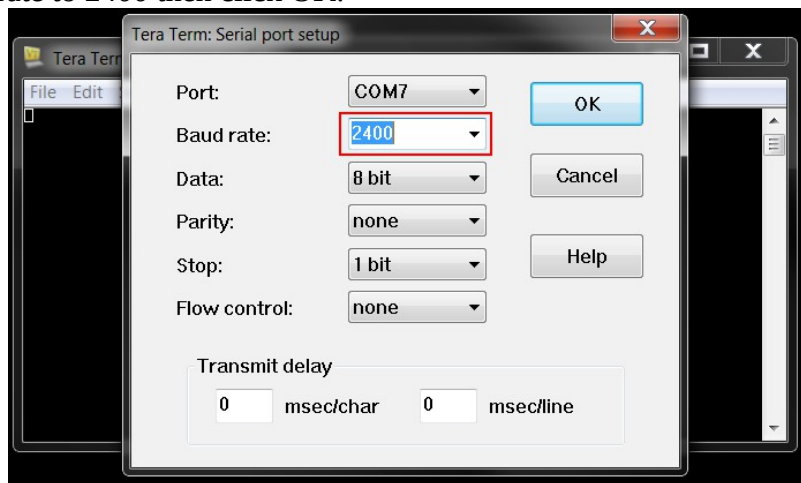 rate to 2400 then click OK.
Tera Term: Serial port setup
Tera Term
File Edit
Port: COM7
OK
Baud rate: 2400
Data: 8 bit
Cancel
Parity: none
Stop: 1 bit
Help
Flow control: none
Transmit delay
0 msec/char 0 msec/line